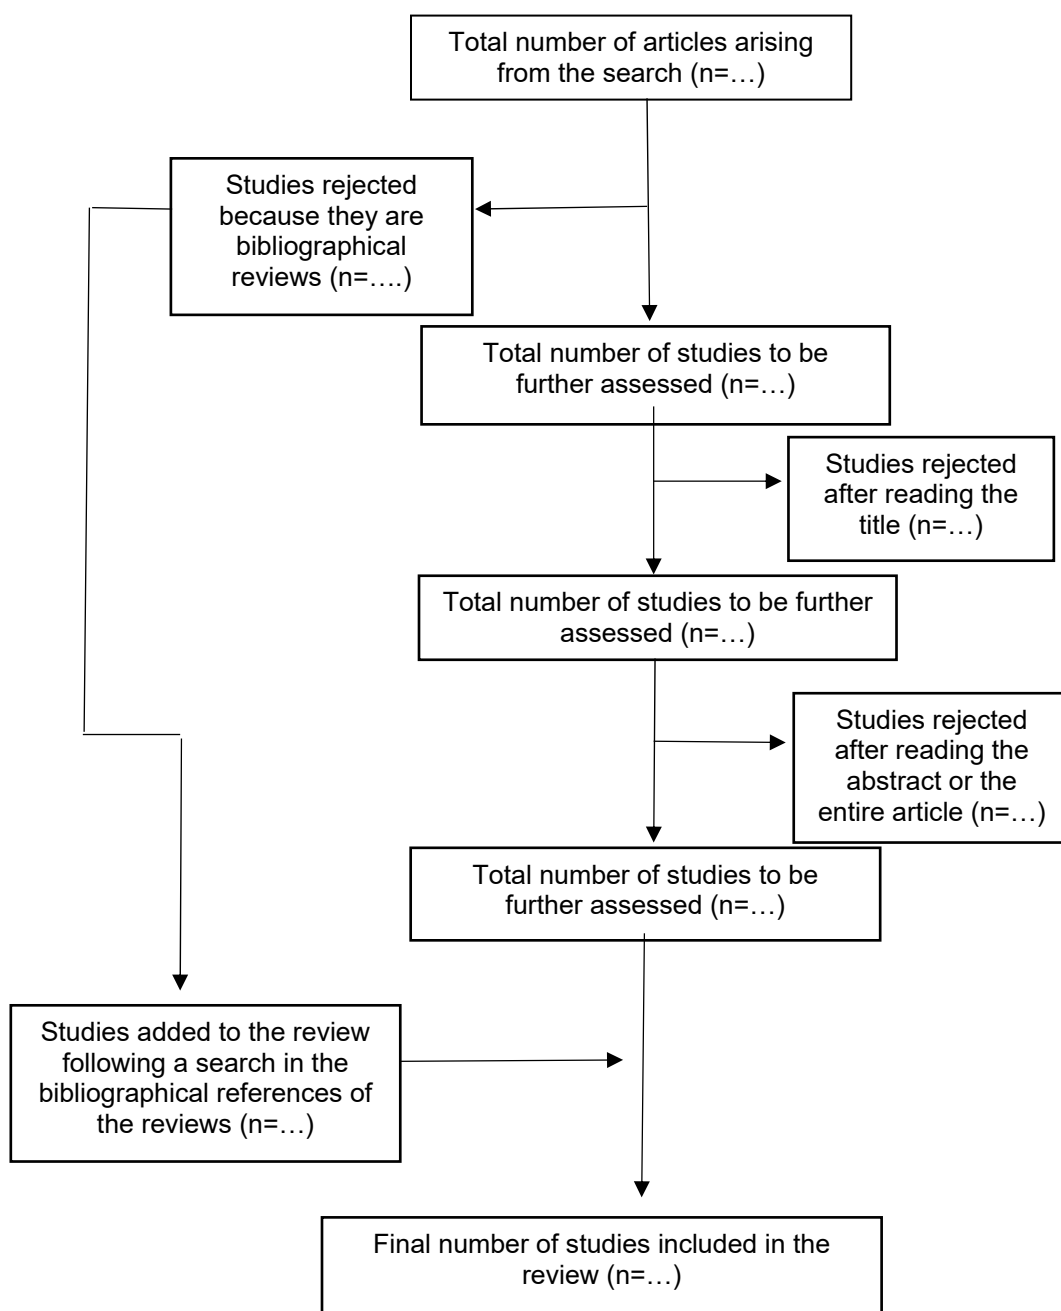 Total number of articles arising
from the search (n=…)
Studies rejected
because they are
bibliographical
reviews (n=….)
Total number of studies to be
further assessed (n=…)
Studies rejected
after reading the
title (n=…)
Total number of studies to be further
assessed (n=…)
Studies rejected
after reading the
abstract or the
entire article (n=…)
Total number of studies to be
further assessed (n=…)
Studies added to the review
following a search in the
bibliographical references of
the reviews (n=…)
Final number of studies included in the
review (n=…)